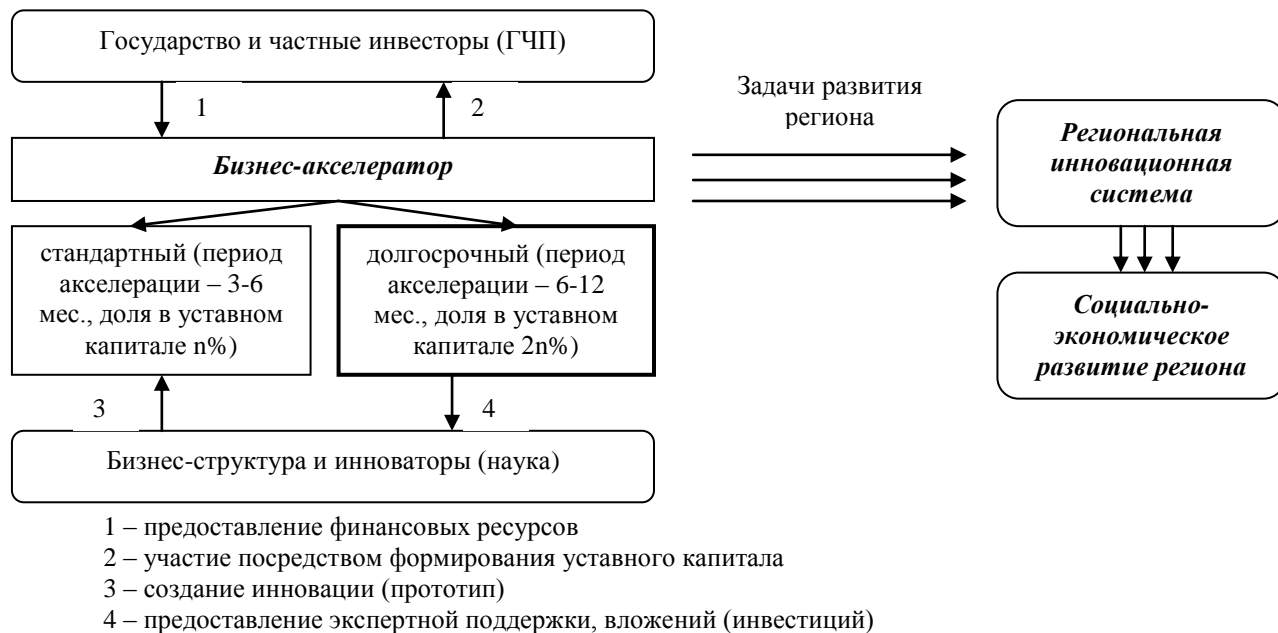 Государство и частные инвесторы (ГЧП)
1
2
Бизнес-акселератор
стандартный (период
акселерации – 3-6
мес., доля в уставном
капитале n%)
долгосрочный (период
акселерации – 6-12
мес., доля в уставном
капитале 2n%)
3
4
Бизнес-структура и инноваторы (наука)
Задачи развития
региона
Региональная
инновационная
система
Социально-
экономическое
развитие региона
1 – предоставление финансовых ресурсов
2 – участие посредством формирования уставного капитала
3 – создание инновации (прототип)
4 – предоставление экспертной поддержки, вложений (инвестиций)